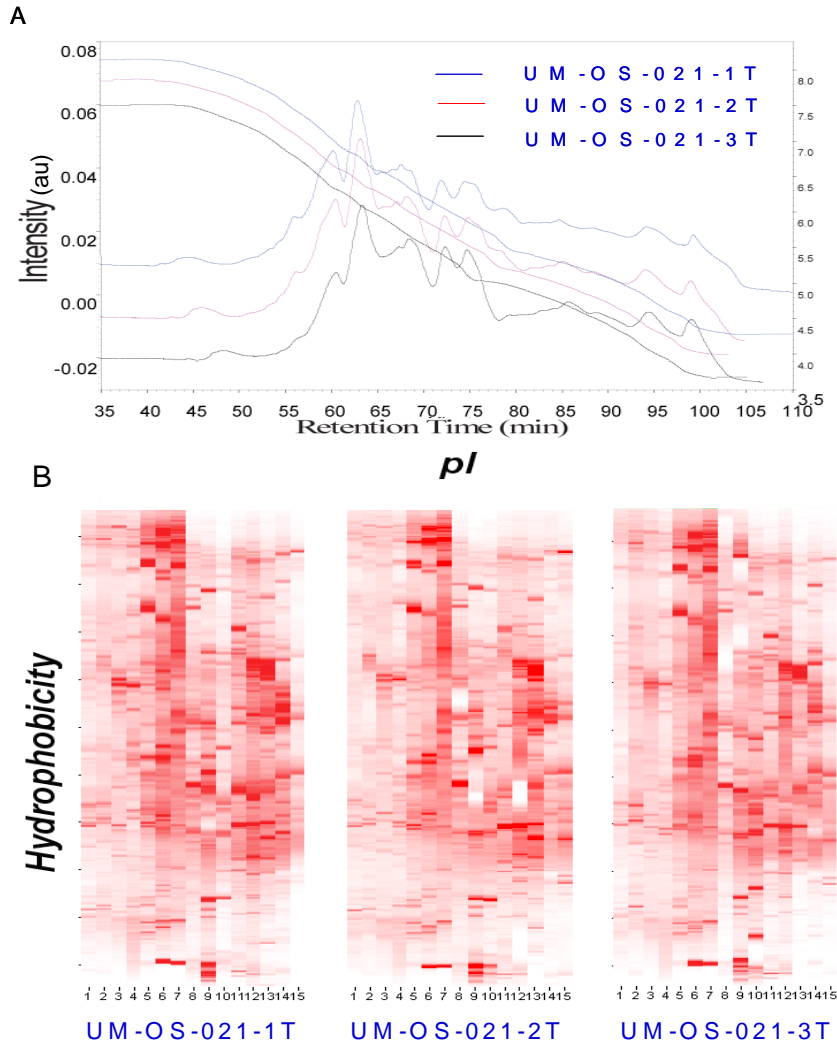 A
0.08
0.06
0.04
0.02
0.00
-0.02
Intensity (au)
8.0
7.5
7.0
6.5
6.0
5.5
5.0
4.5
4.0
3.5
UM-OS-021-1T
UM-OS-021-2T
UM-OS-021-3T
35 40 45 50 55 60 65 70 75 80 85 90 95 100 105 110
Retention Time (min)
pI
B
Hydrophobicity
1 2 3 4 5 6 7 8 9 10 11 12 13 14 15
1 2 3 4 5 6 7 8 9 10 11 12 13 14 15
1 2 3 4 5 6 7 8 9 10 11 12 13 14 15
UM-OS-021-1T
UM-OS-021-2T
UM-OS-021-3T